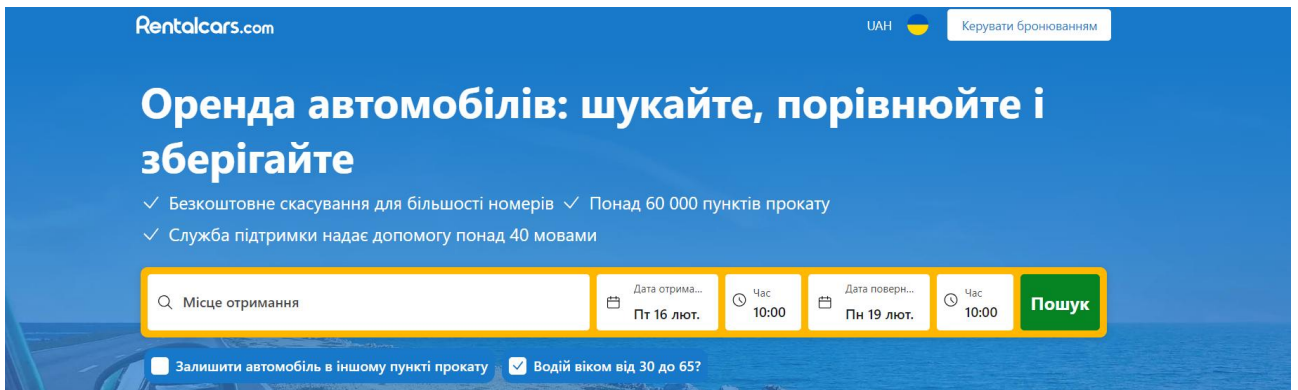 Rentalcars.com
UAH
Керувати бронюванням
Оренда автомобілів: шукайте, порівнюйте і
зберігайте
Безкоштовне скасування для більшості номерів
Понад 60 000 пунктів прокату
Служба підтримки надає допомогу понад 40 мовами
Місце отримання
Дата отрима...
Пт 16 лют.
Час
10:00
Дата поверн...
Пн 19 лют.
Час
10:00
Пошук
Залишити автомобіль в іншому пункті прокату
Водій віком від 30 до 65?